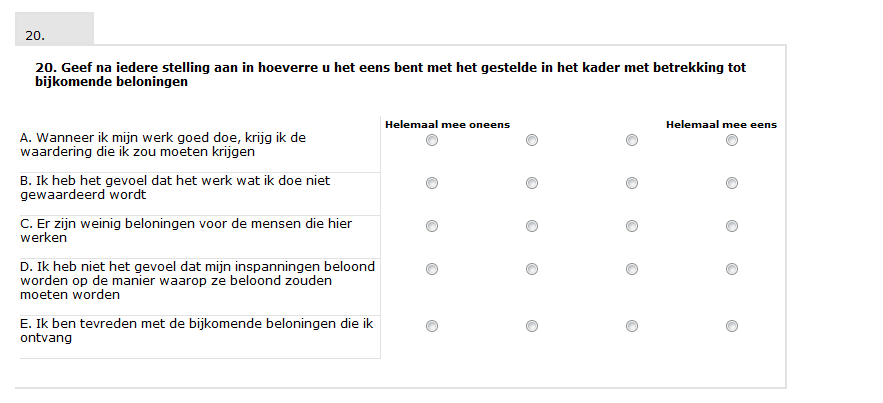 20.
20. Geef na iedere stelling aan in hoeverre u het eens bent met het gestelde in het kader met betrekking tot
bijkomende beloningen
Helemaal mee oneens Helemaal mee eens
A. Wanneer ik mijn werk goed doe, krijg ik de
waardering die ik zou moeten krijgen
B. Ik heb het gevoel dat het werk wat ik doe niet
gewaardeerd wordt
C. Er zijn weinig beloningen voor de mensen die hier
werken
D. Ik heb niet het gevoel dat mijn inspanningen beloond
worden op de manier waarop ze beloond zouden
moeten worden
E. Ik ben tevreden met de bijkomende beloningen die ik
ontvang